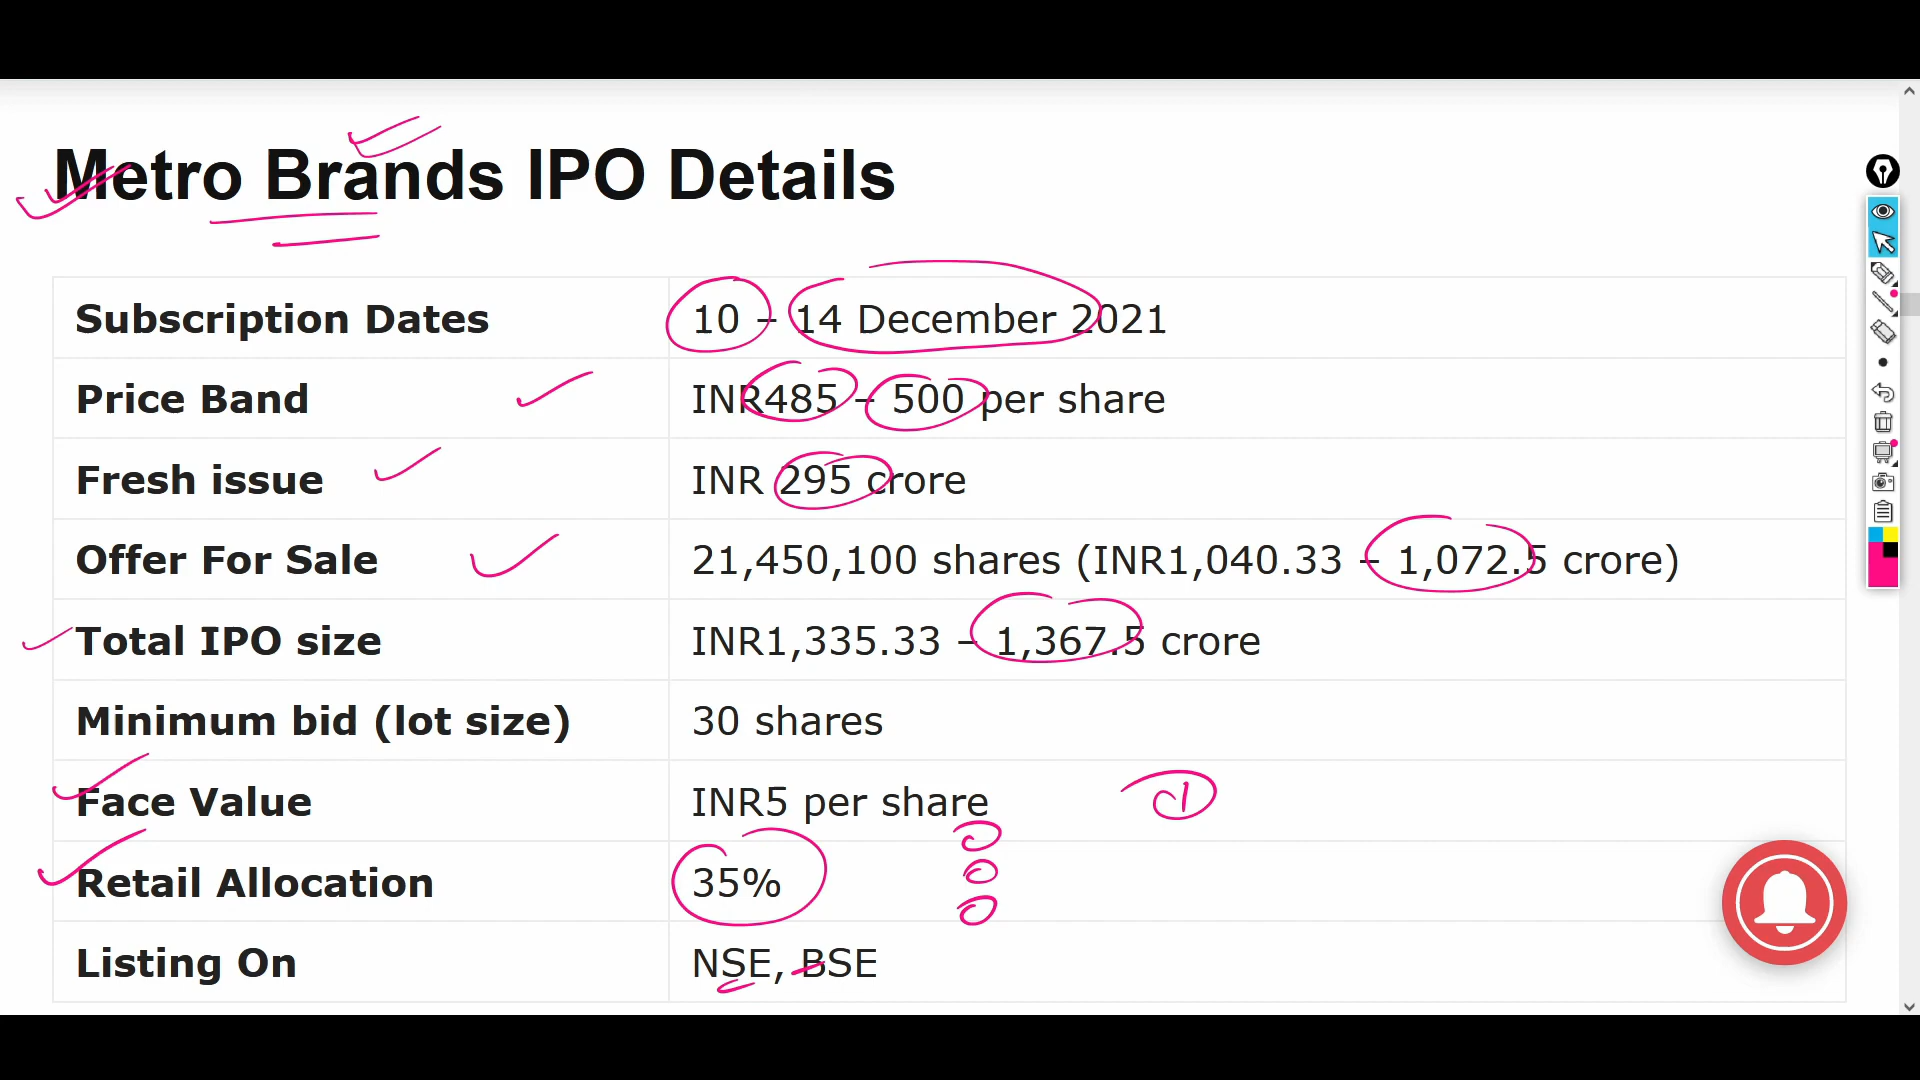 Metro Brands IPO Details
Subscription Dates 10 – 14 December 2021
Price Band INR485 – 500 per share
Fresh issue INR 295 crore
Offer For Sale 21,450,100 shares (INR1,040.33 – 1,072.5 crore)
Total IPO size INR1,335.33 – 1,367.5 crore
Minimum bid (lot size) 30 shares
Face Value INR5 per share
Retail Allocation 35%
Listing On NSE, BSE